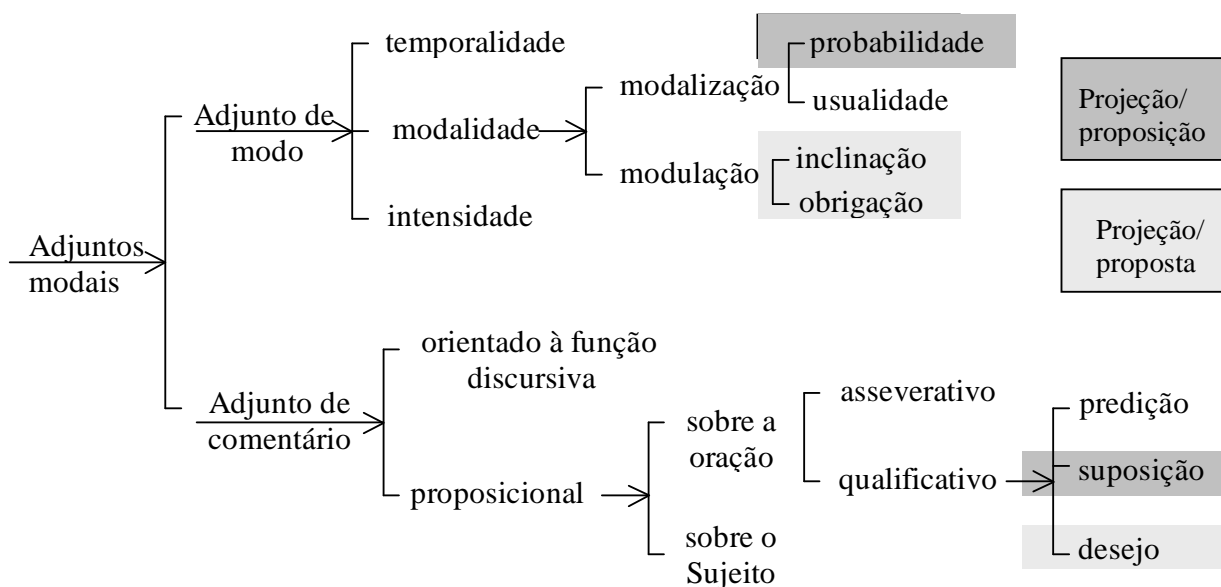 temporalidade
probabilidade
modalização
usualidade
Projeção/
proposição
Adjunto de
modo
modalidade
modulação
inclinação
obrigação
intensidade
Projeção/
proposta
Adjuntos
modais
orientado à função
discursiva
Adjunto de
comentário
proposicional
sobre a
oração
asseverativo
qualificativo
predição
suposição
desejo
sobre o
Sujeito